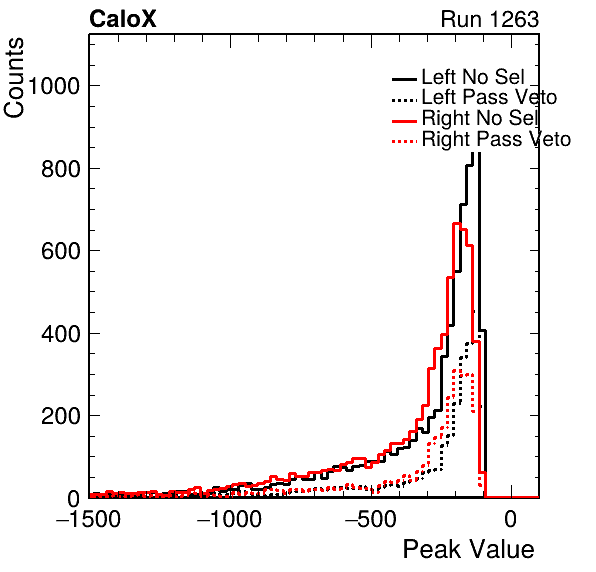 CaloX Run 1263
Counts
1000
800
600
400
200
0
Left No Sel
Left Pass Veto
Right No Sel
Right Pass Veto
−1500 −1000 −500 0
Peak Value